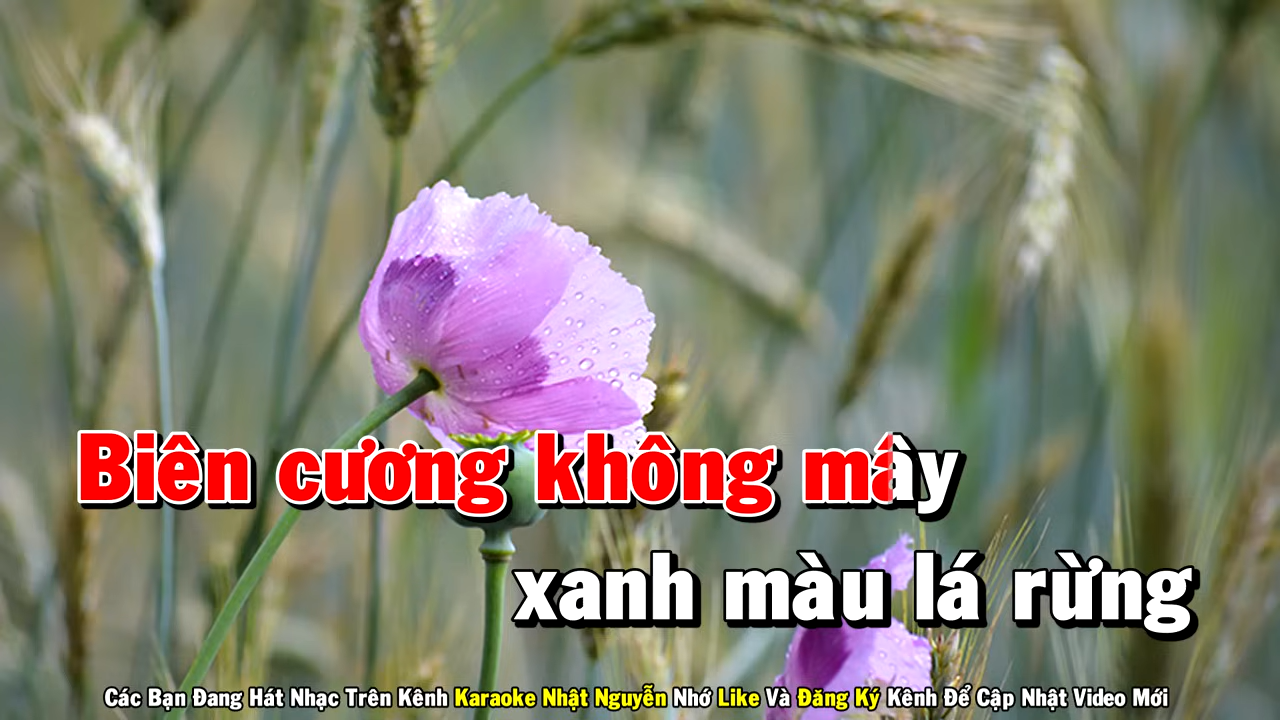 Biên cương không mầy
xanh màu lá rừng
Các Bạn Đang Hát Nhạc Trên Kênh Karaoke Nhật Nguyễn Nhớ Like Và Đăng Ký Kênh Để Cập Nhật Video Mới